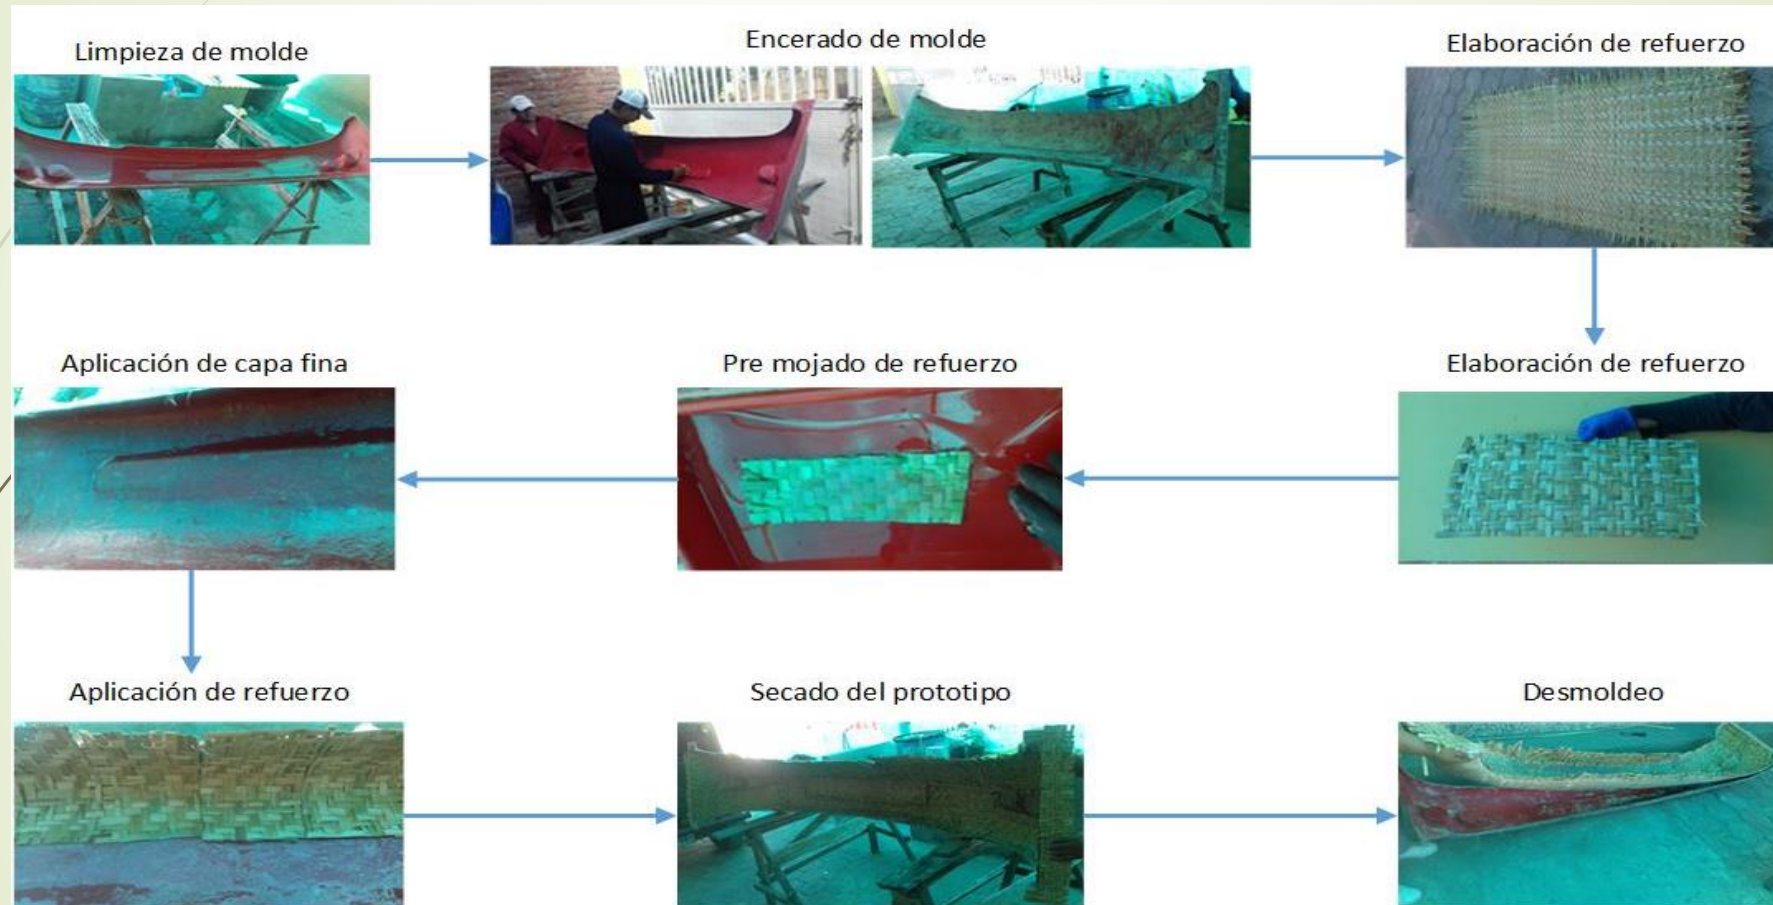 Limpieza de molde
Encerado de molde
Elaboración de refuerzo
Elaboración de refuerzo
Pre mojado de refuerzo
Aplicación de capa fina
Aplicación de refuerzo
Secado del prototipo
Desmoldeo